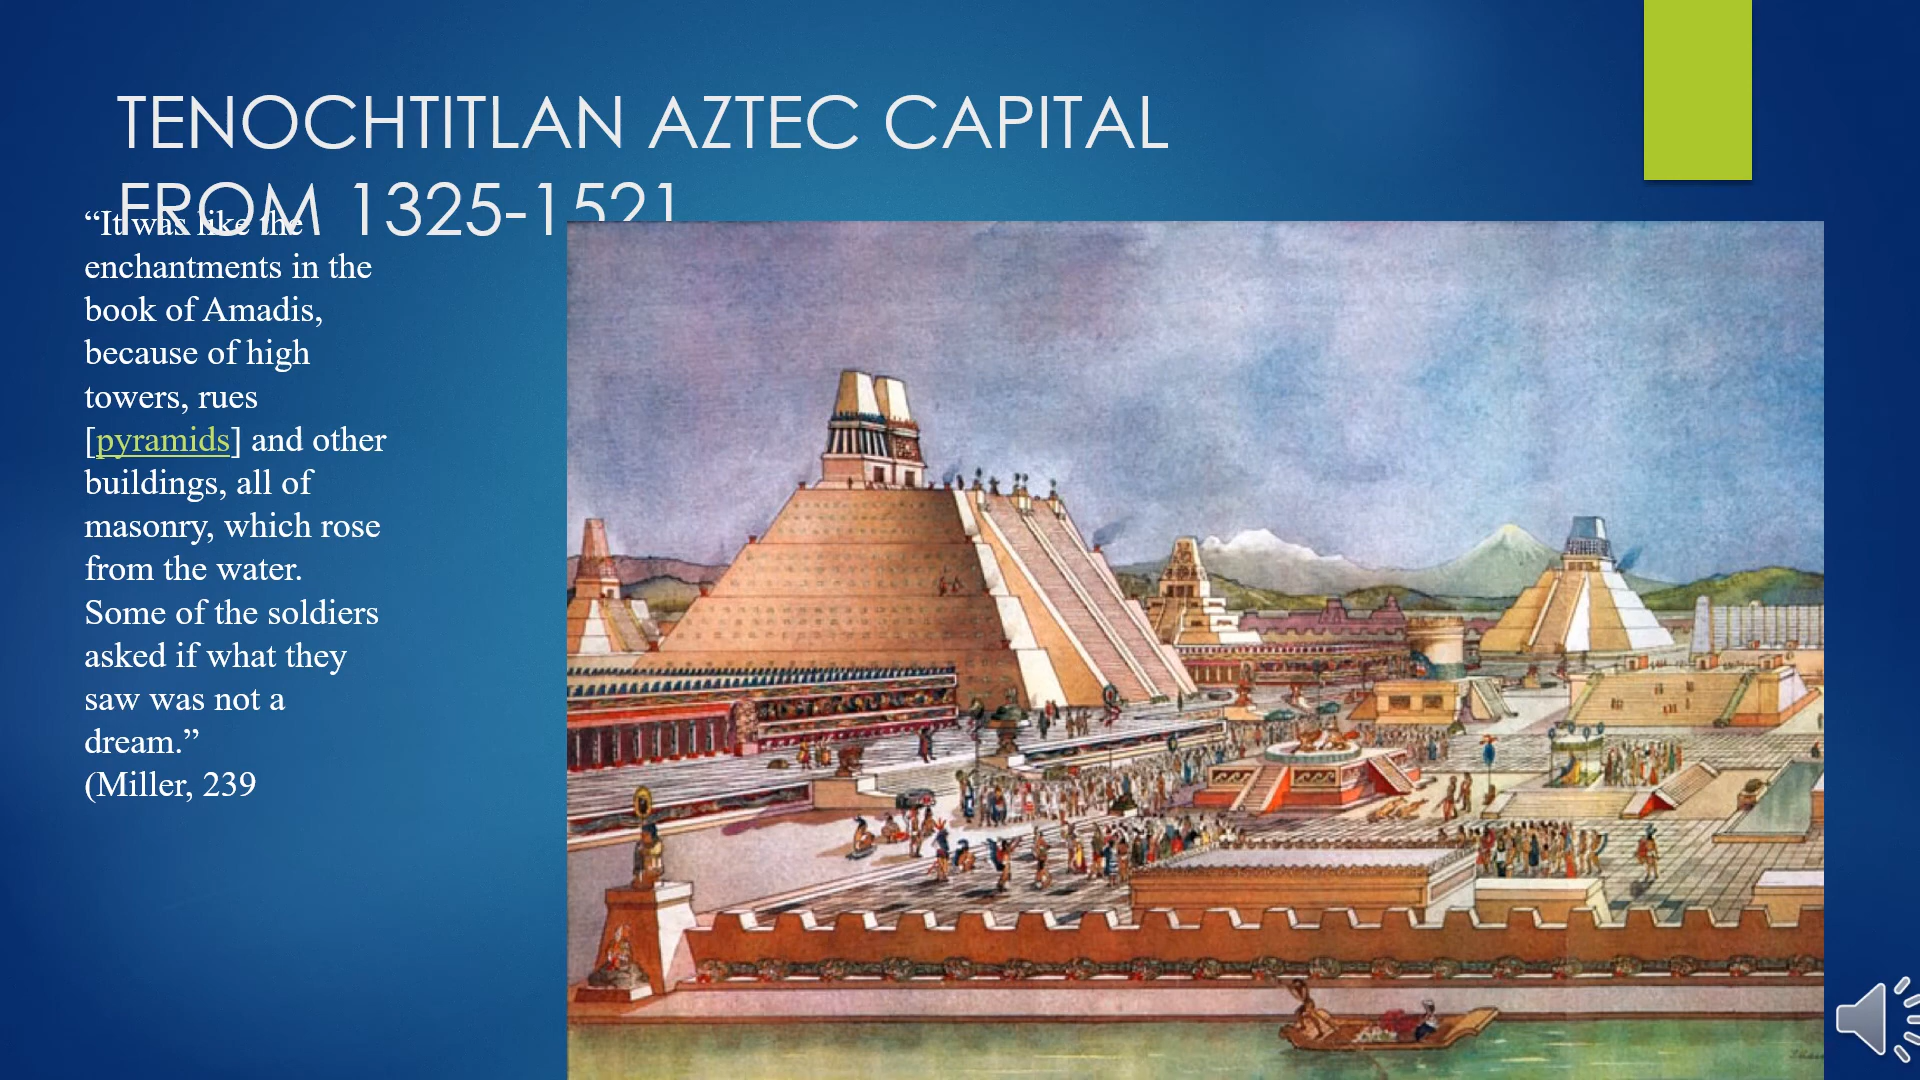 TENOCHTITLAN AZTEC CAPITAL
FROM 1325-1521
“It was like the
enchantments in the
book of Amadis,
because of high
towers, rues
[pyramids] and other
buildings, all of
masonry, which rose
from the water.
Some of the soldiers
asked if what they
saw was not a
dream.”
(Miller, 239